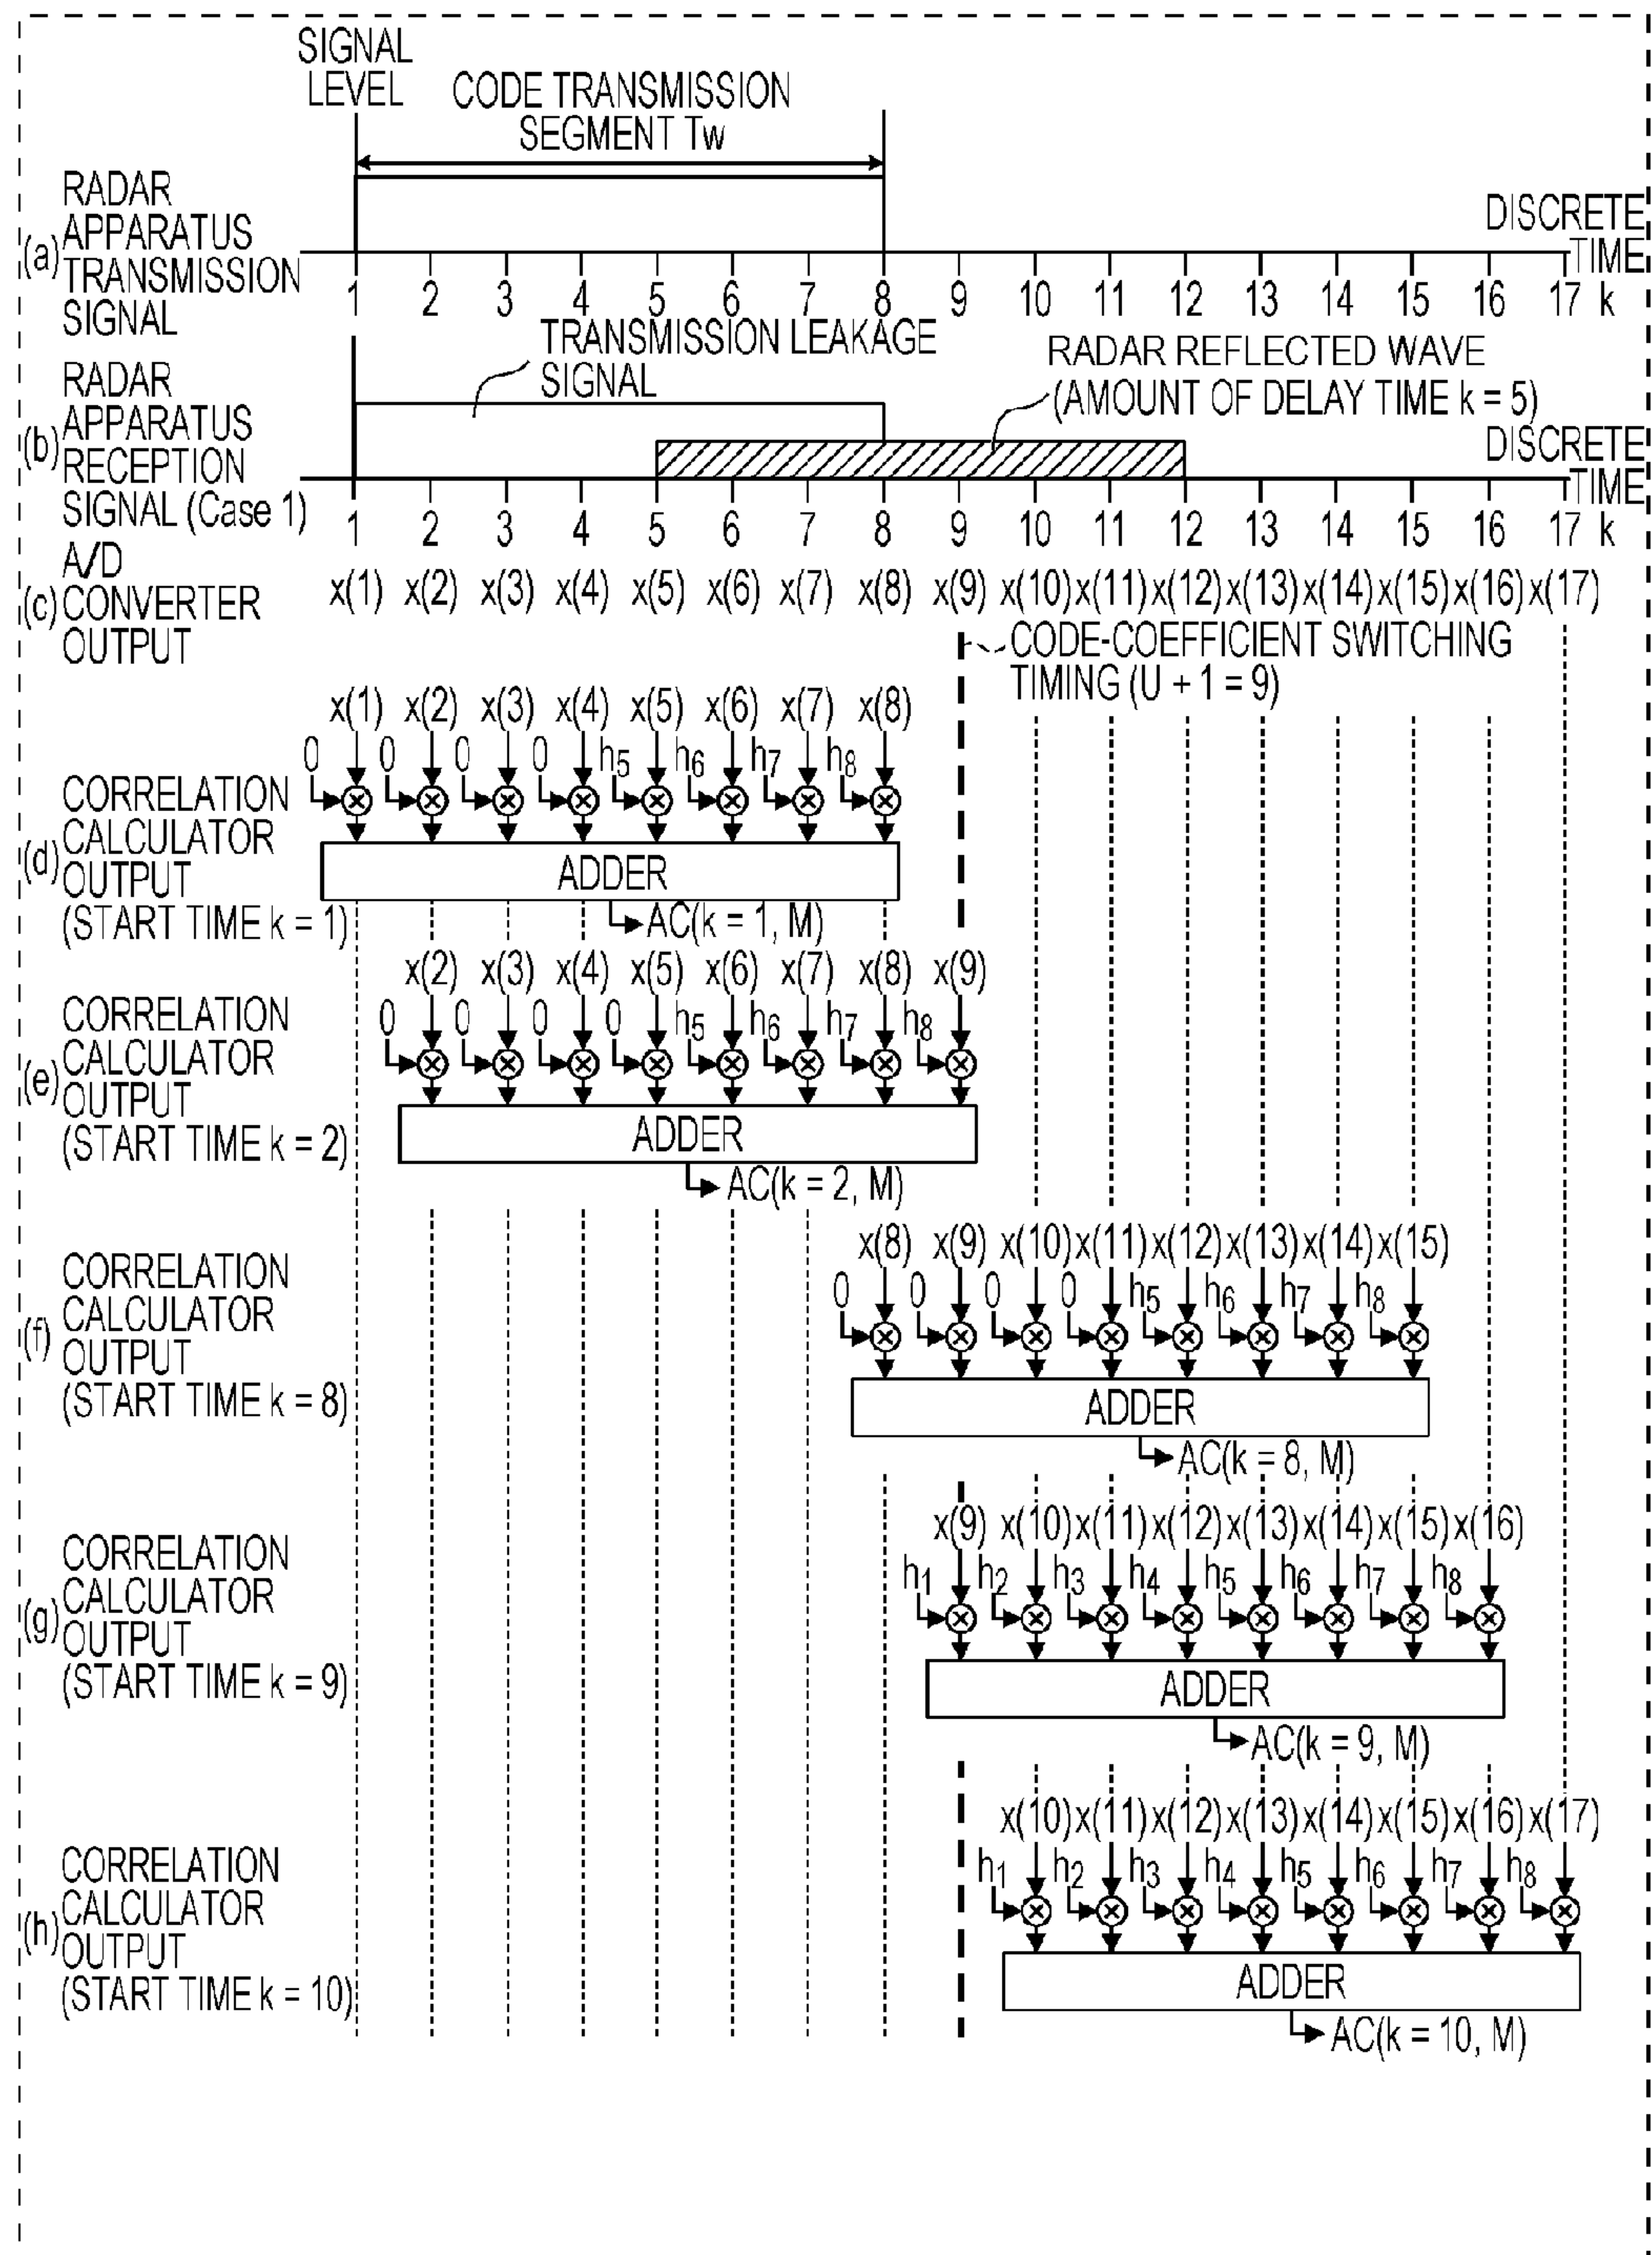 SIGNAL
LEVEL
CODE TRANSMISSION
SEGMENT Tw
(a)
RADAR
APPARATUS
TRANSMISSION
SIGNAL
DISCRETE
TIME
1 2 3 4 5 6 7 8 9 10 11 12 13 14 15 16 17 k
TRANSMISSION LEAKAGE
SIGNAL
RADAR REFLECTED WAVE
(AMOUNT OF DELAY TIME k = 5)
(b)
RADAR
APPARATUS
RECEPTION
SIGNAL (Case 1)
DISCRETE
TIME
1 2 3 4 5 6 7 8 9 10 11 12 13 14 15 16 17 k
(c)
A/D
CONVERTER
OUTPUT
x(1) x(2) x(3) x(4) x(5) x(6) x(7) x(8) x(9) x(10) x(11) x(12) x(13) x(14) x(15) x(16) x(17)
CODE-COEFFICIENT SWITCHING
TIMING (U + 1 = 9)
x(1) x(2) x(3) x(4) x(5) x(6) x(7) x(8)
0 0 0 0 h5 h6 h7 h8
(d)
CORRELATION
CALCULATOR
OUTPUT
(START TIME k = 1)
ADDER
AC(k = 1, M)
x(2) x(3) x(4) x(5) x(6) x(7) x(8) x(9)
0 0 0 0 h5 h6 h7 h8
(e)
CORRELATION
CALCULATOR
OUTPUT
(START TIME k = 2)
ADDER
AC(k = 2, M)
x(8) x(9) x(10) x(11) x(12) x(13) x(14) x(15)
0 0 0 0 h5 h6 h7 h8
(f)
CORRELATION
CALCULATOR
OUTPUT
(START TIME k = 8)
ADDER
AC(k = 8, M)
x(9) x(10) x(11) x(12) x(13) x(14) x(15) x(16)
h1 h2 h3 h4 h5 h6 h7 h8
(g)
CORRELATION
CALCULATOR
OUTPUT
(START TIME k = 9)
ADDER
AC(k = 9, M)
x(10) x(11) x(12) x(13) x(14) x(15) x(16) x(17)
h1 h2 h3 h4 h5 h6 h7 h8
(h)
CORRELATION
CALCULATOR
OUTPUT
(START TIME k = 10)
ADDER
AC(k = 10, M)